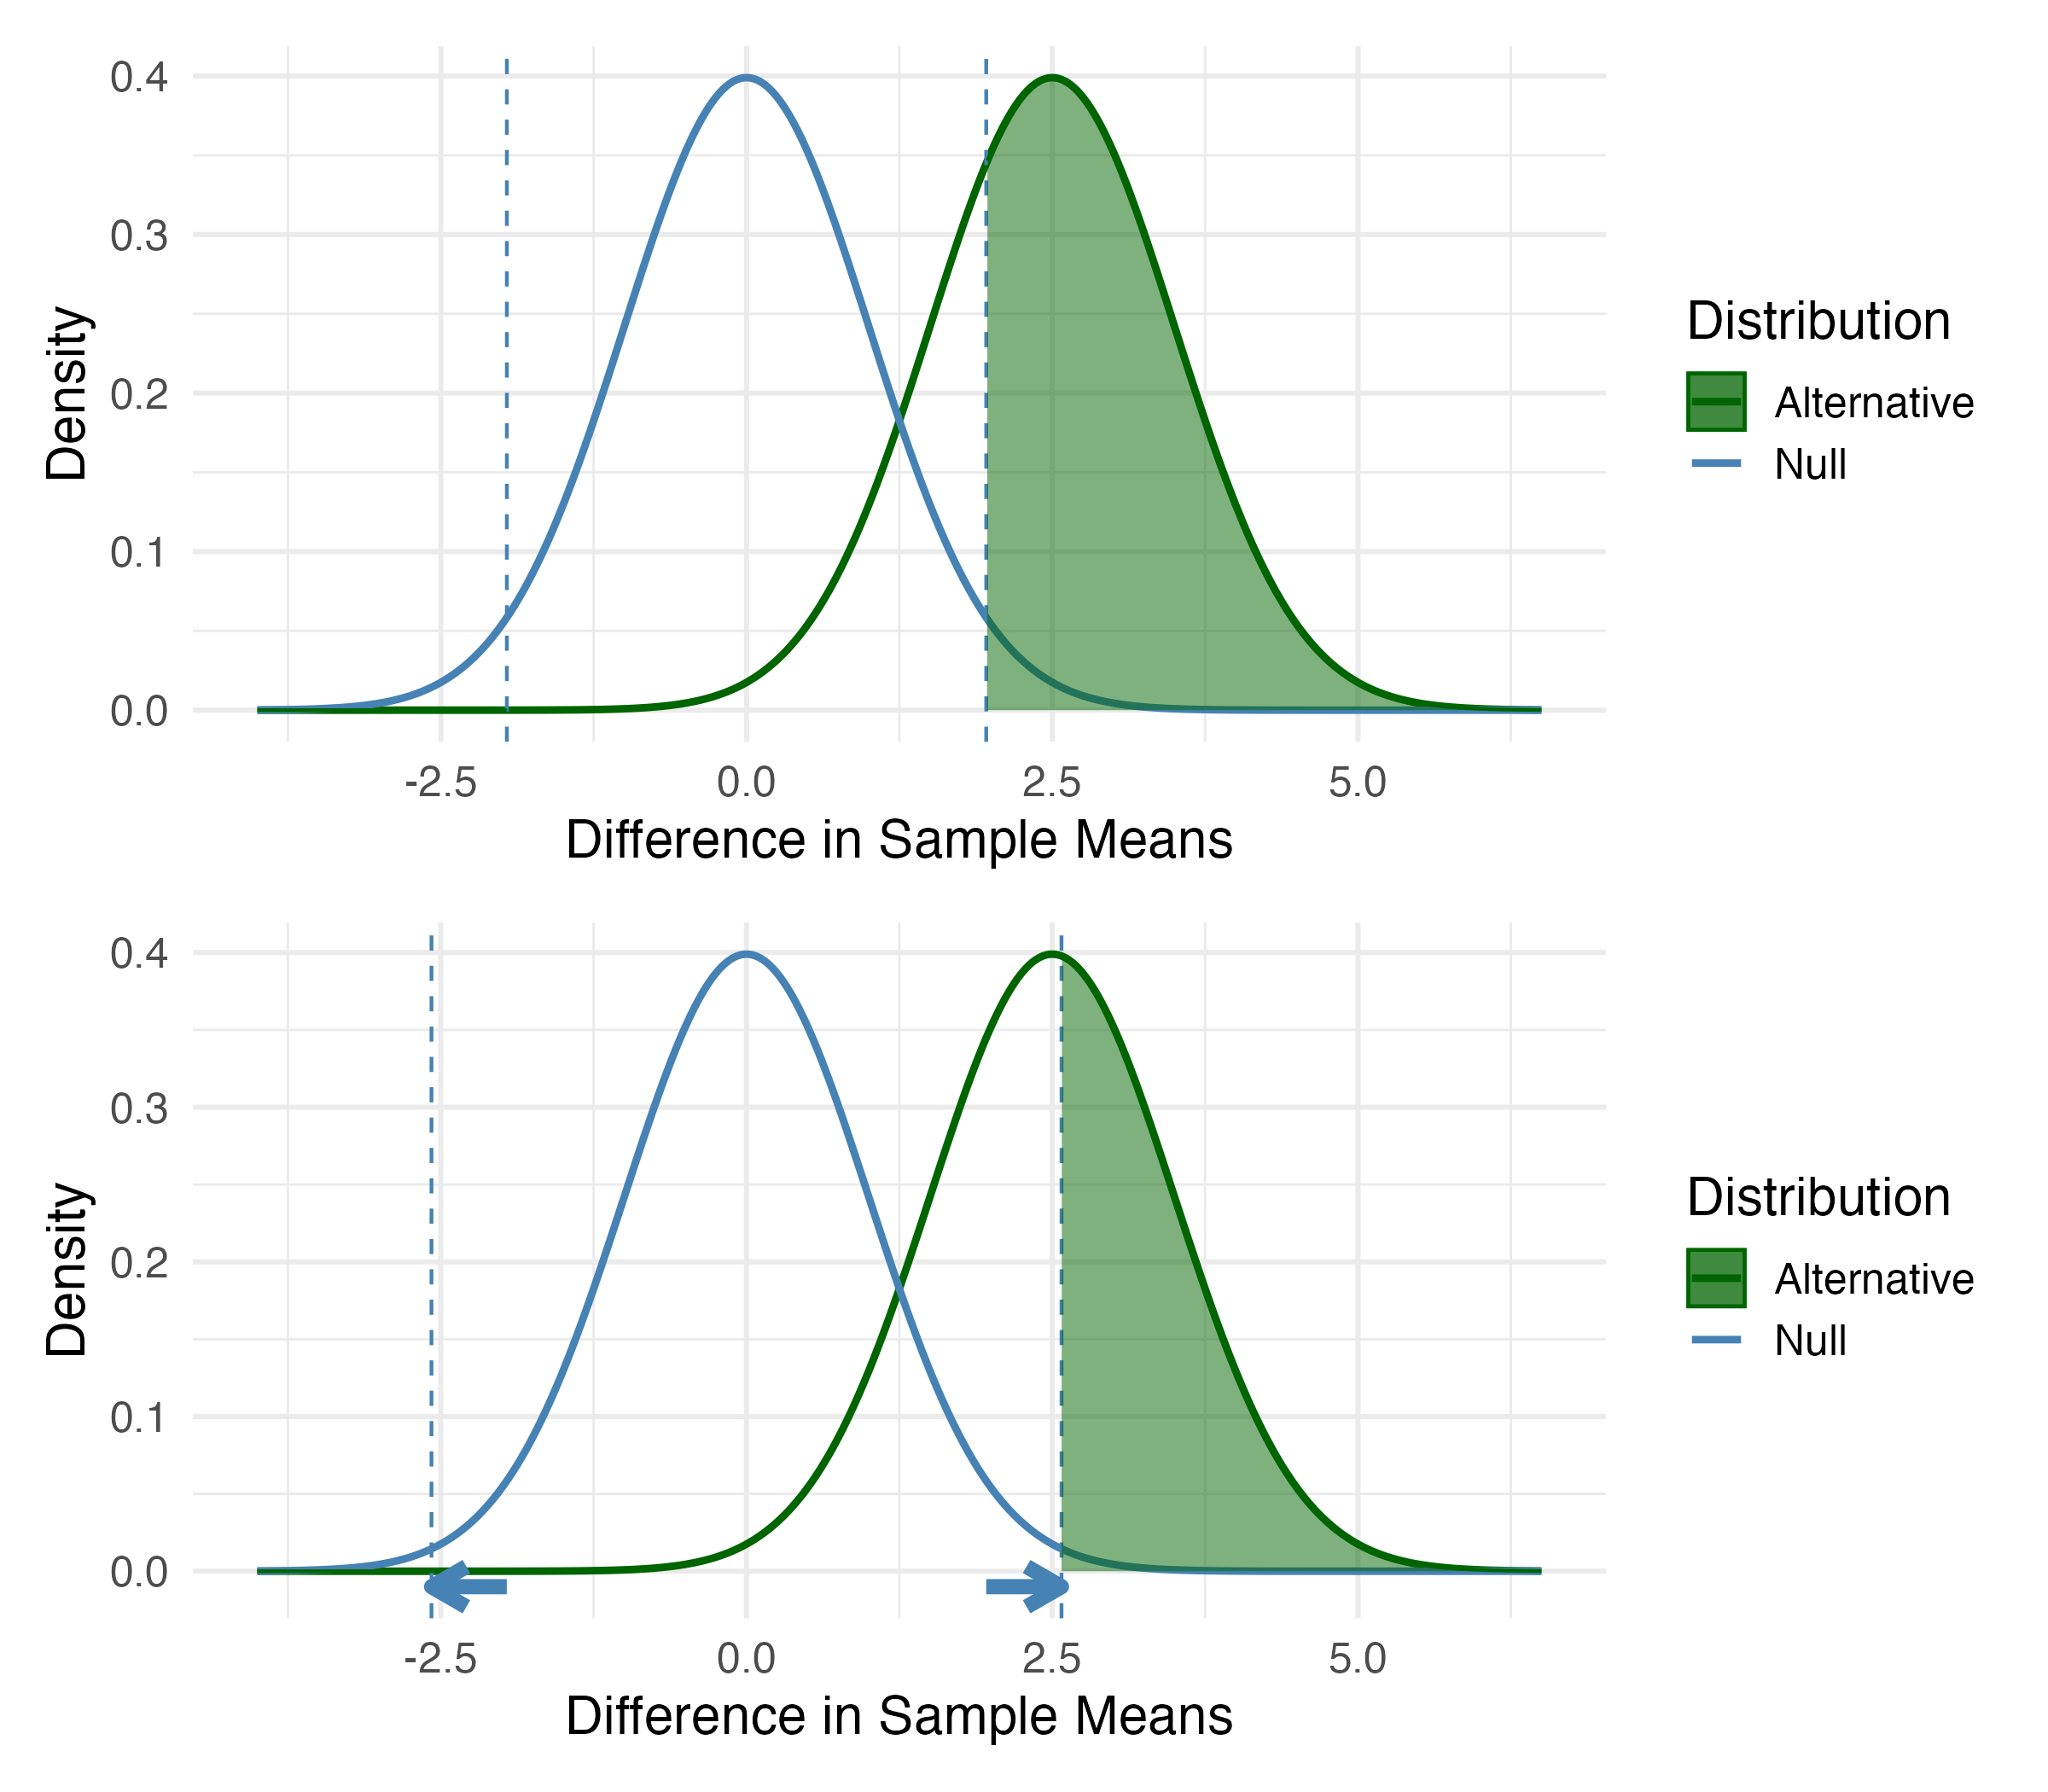 0.4
0.3
0.2
0.1
0.0
Density
-2.5 0.0 2.5 5.0
Difference in Sample Means
Distribution
Alternative
Null
0.4
0.3
0.2
0.1
0.0
Density
-2.5 0.0 2.5 5.0
Difference in Sample Means
Distribution
Alternative
Null